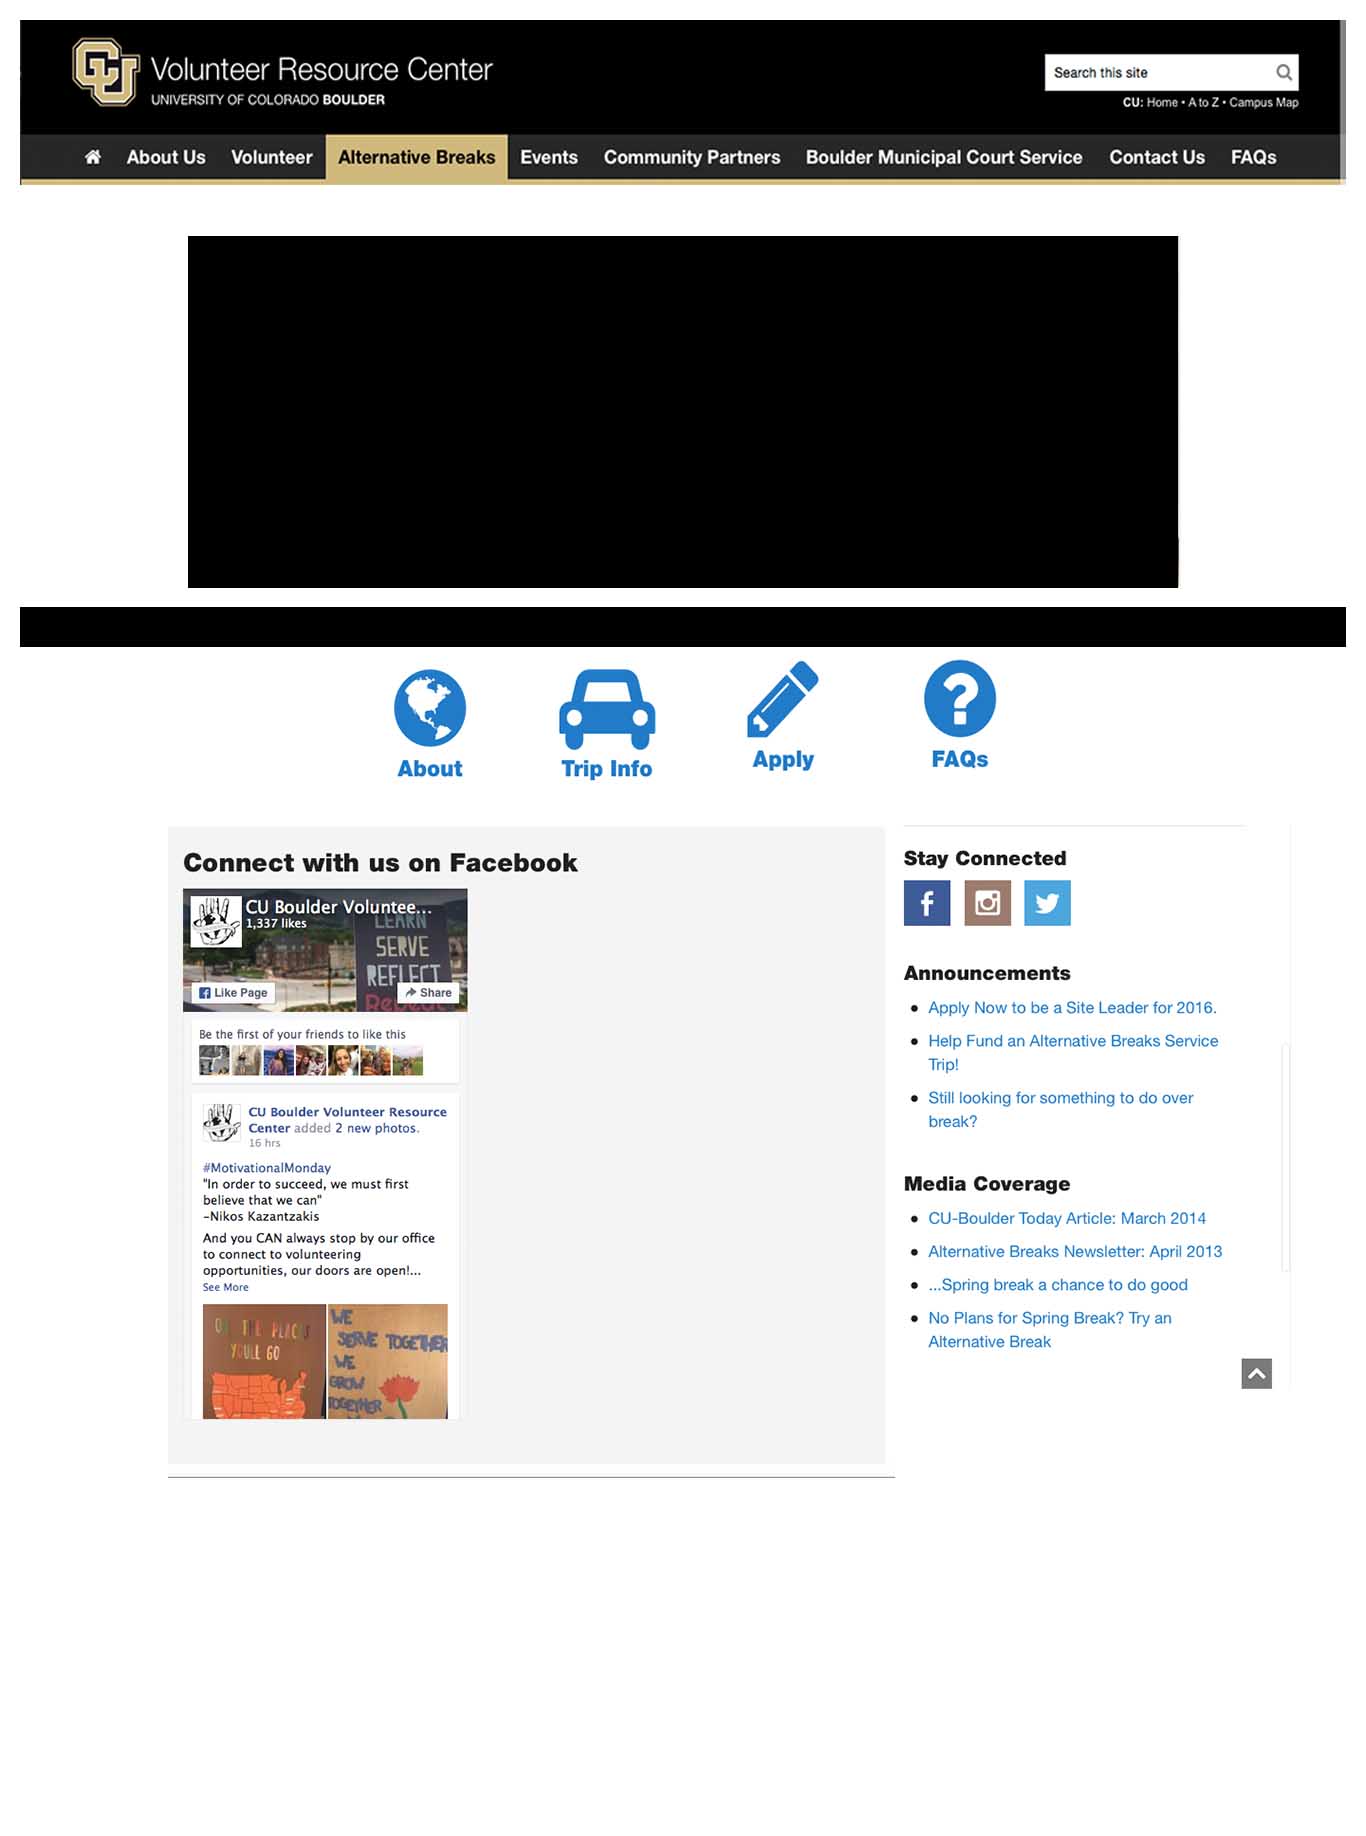 CU
Volunteer Resource Center
UNIVERSITY OF COLORADO BOULDER
Search this site
CU: Home • A to Z • Campus Map
About Us Volunteer Alternative Breaks Events Community Partners Boulder Municipal Court Service Contact Us FAQs
About Trip Info Apply FAQs
Connect with us on Facebook
CU Boulder Voluntee...
1,337 likes
LEARN
SERVE
REFLECT
Repeat
Like Page Share
Be the first of your friends to like this
CU Boulder Volunteer Resource
Center added 2 new photos.
16 hrs
#MotivationalMonday
"In order to succeed, we must first
believe that we can"
–Nikos Kazantzakis
And you CAN always stop by our office
to connect to volunteering
opportunities, our doors are open!...
See More
OH THE PLACES
YOULL GO
WE
SERVE TOGETHER
WE
GROW
TOGETHER
Stay Connected
Announcements
• Apply Now to be a Site Leader for 2016.
• Help Fund an Alternative Breaks Service
Trip!
• Still looking for something to do over
break?
Media Coverage
• CU-Boulder Today Article: March 2014
• Alternative Breaks Newsletter: April 2013
• ...Spring break a chance to do good
• No Plans for Spring Break? Try an
Alternative Break